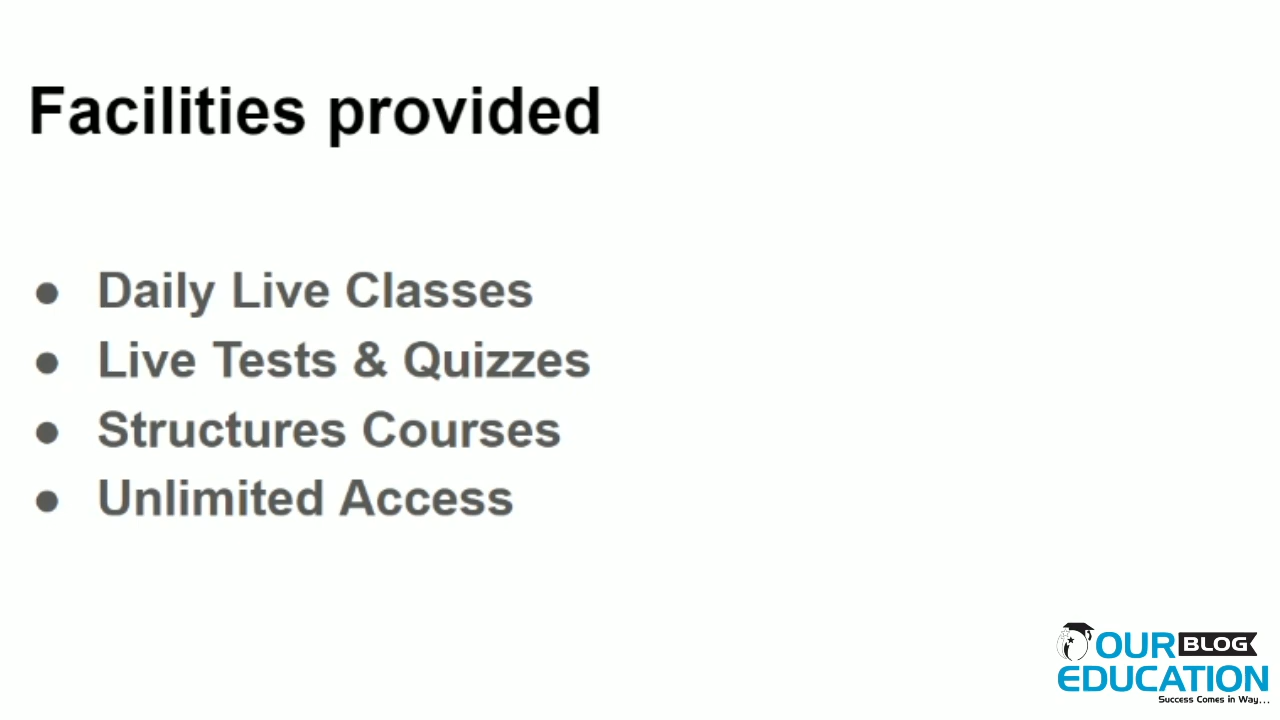 Facilities provided
● Daily Live Classes
● Live Tests & Quizzes
● Structures Courses
● Unlimited Access
OUR BLOG
EDUCATION
Success Comes in Way...